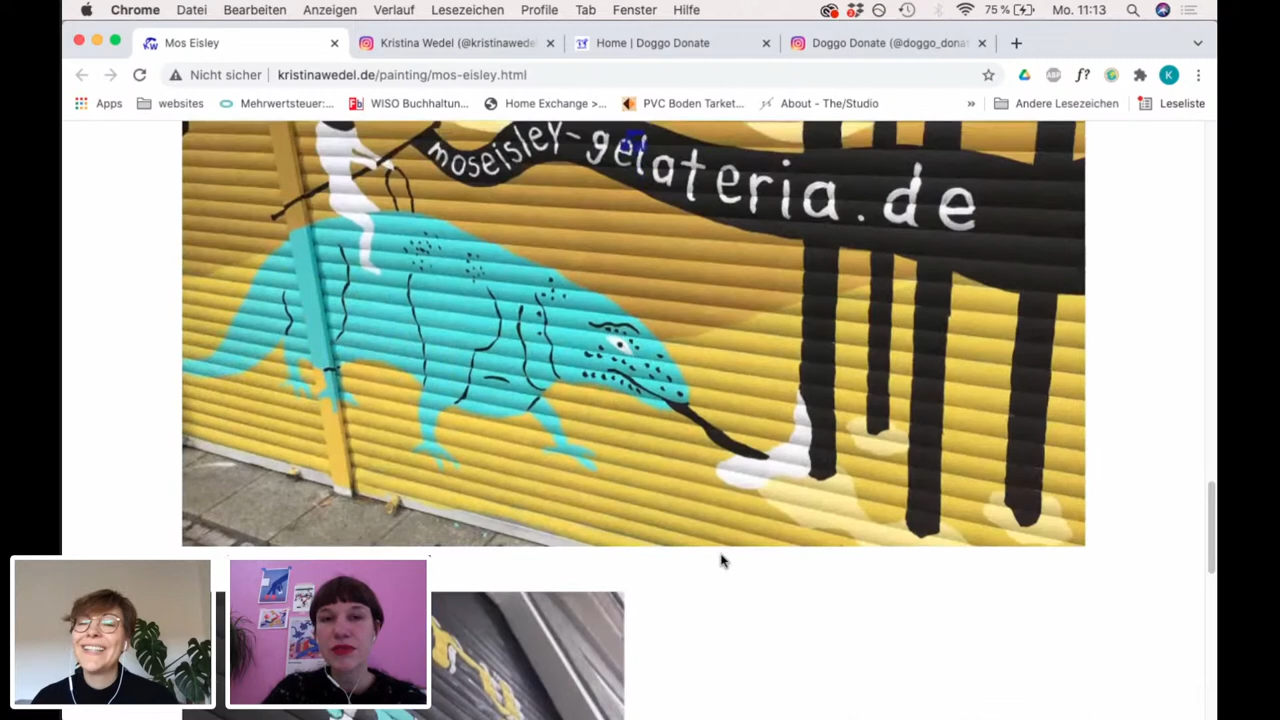 Chrome Datei Bearbeiten Anzeigen Verlauf Lesezeichen Profile Tab Fenster Hilfe 75 % Mo. 11:13
Mos Eisley Kristina Wedel (@kristinawede Home | Doggo Donate Doggo Donate (@doggo_donat
Nicht sicher kristinawedel.de/painting/mos-eisley.html
Apps websites Mehrwertsteuer:... WISO Buchhaltun... Home Exchange >... PVC Boden Tarket... About - The/Studio » Andere Lesezeichen Leseliste
moseisley-gelateria.de